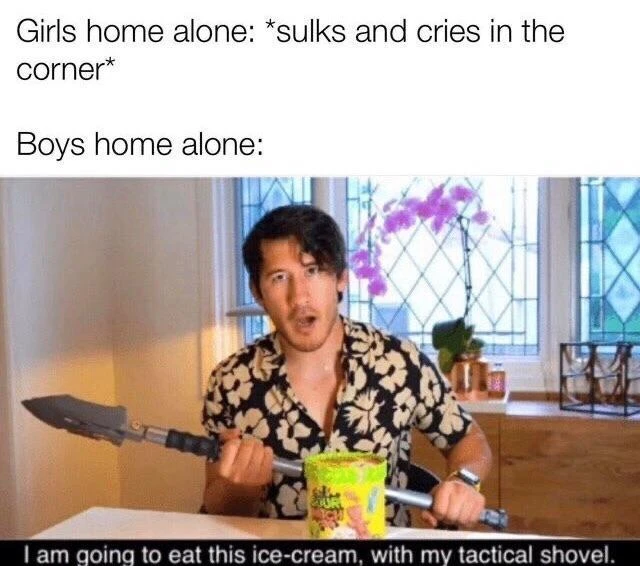 Girls home alone: *sulks and cries in the
corner*
Boys home alone:
SOUR
I am going to eat this ice-cream, with my tactical shovel.